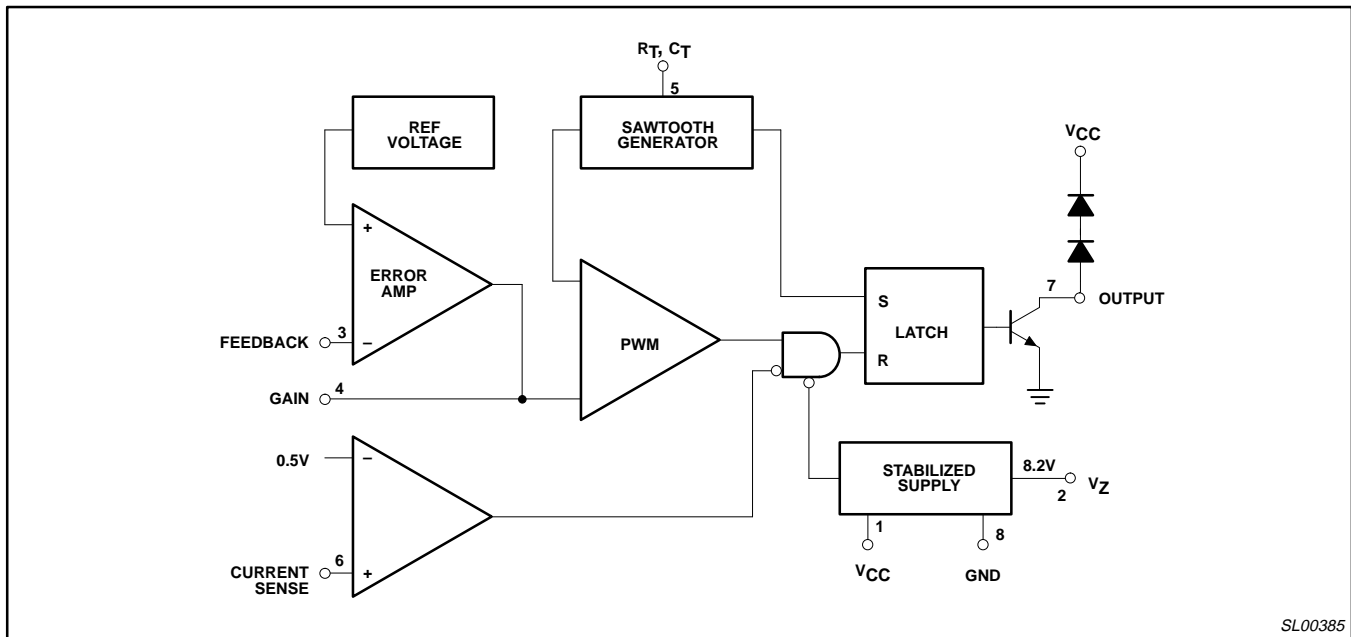 RT, CT
5
REF
VOLTAGE
SAWTOOTH
GENERATOR
VCC
+
ERROR
AMP
3
FEEDBACK
–
PWM
S
LATCH
R
7
OUTPUT
4
GAIN
0.5V
–
STABILIZED
SUPPLY
8.2V
2
VZ
1
8
6
CURRENT
SENSE
+
VCC
GND
SL00385